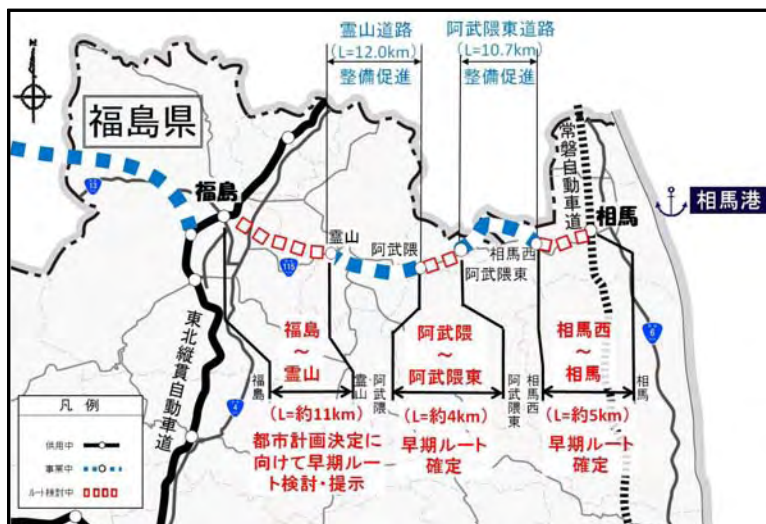 霊山道路
(L=12.0km)
整備促進
阿武隈東道路
(L=10.7km)
整備促進
福島県
13
福島
常磐自動車道
相馬
相馬港
霊山
阿武隈
相馬西
阿武隈東
115
東北縦貫自動車道
4
6
福島
～
霊山
阿武隈
～
阿武隈東
相馬西
～
相馬
福島
霊山
阿武隈
阿武隈東
相馬西
相馬
(L=約11km)
都市計画決定に
向けて早期ルー
ト検討・提示
(L=約4km)
早期ルート
確定
(L=約5km)
早期ルート
確定
凡例
供用中
事業中
ルート検討中